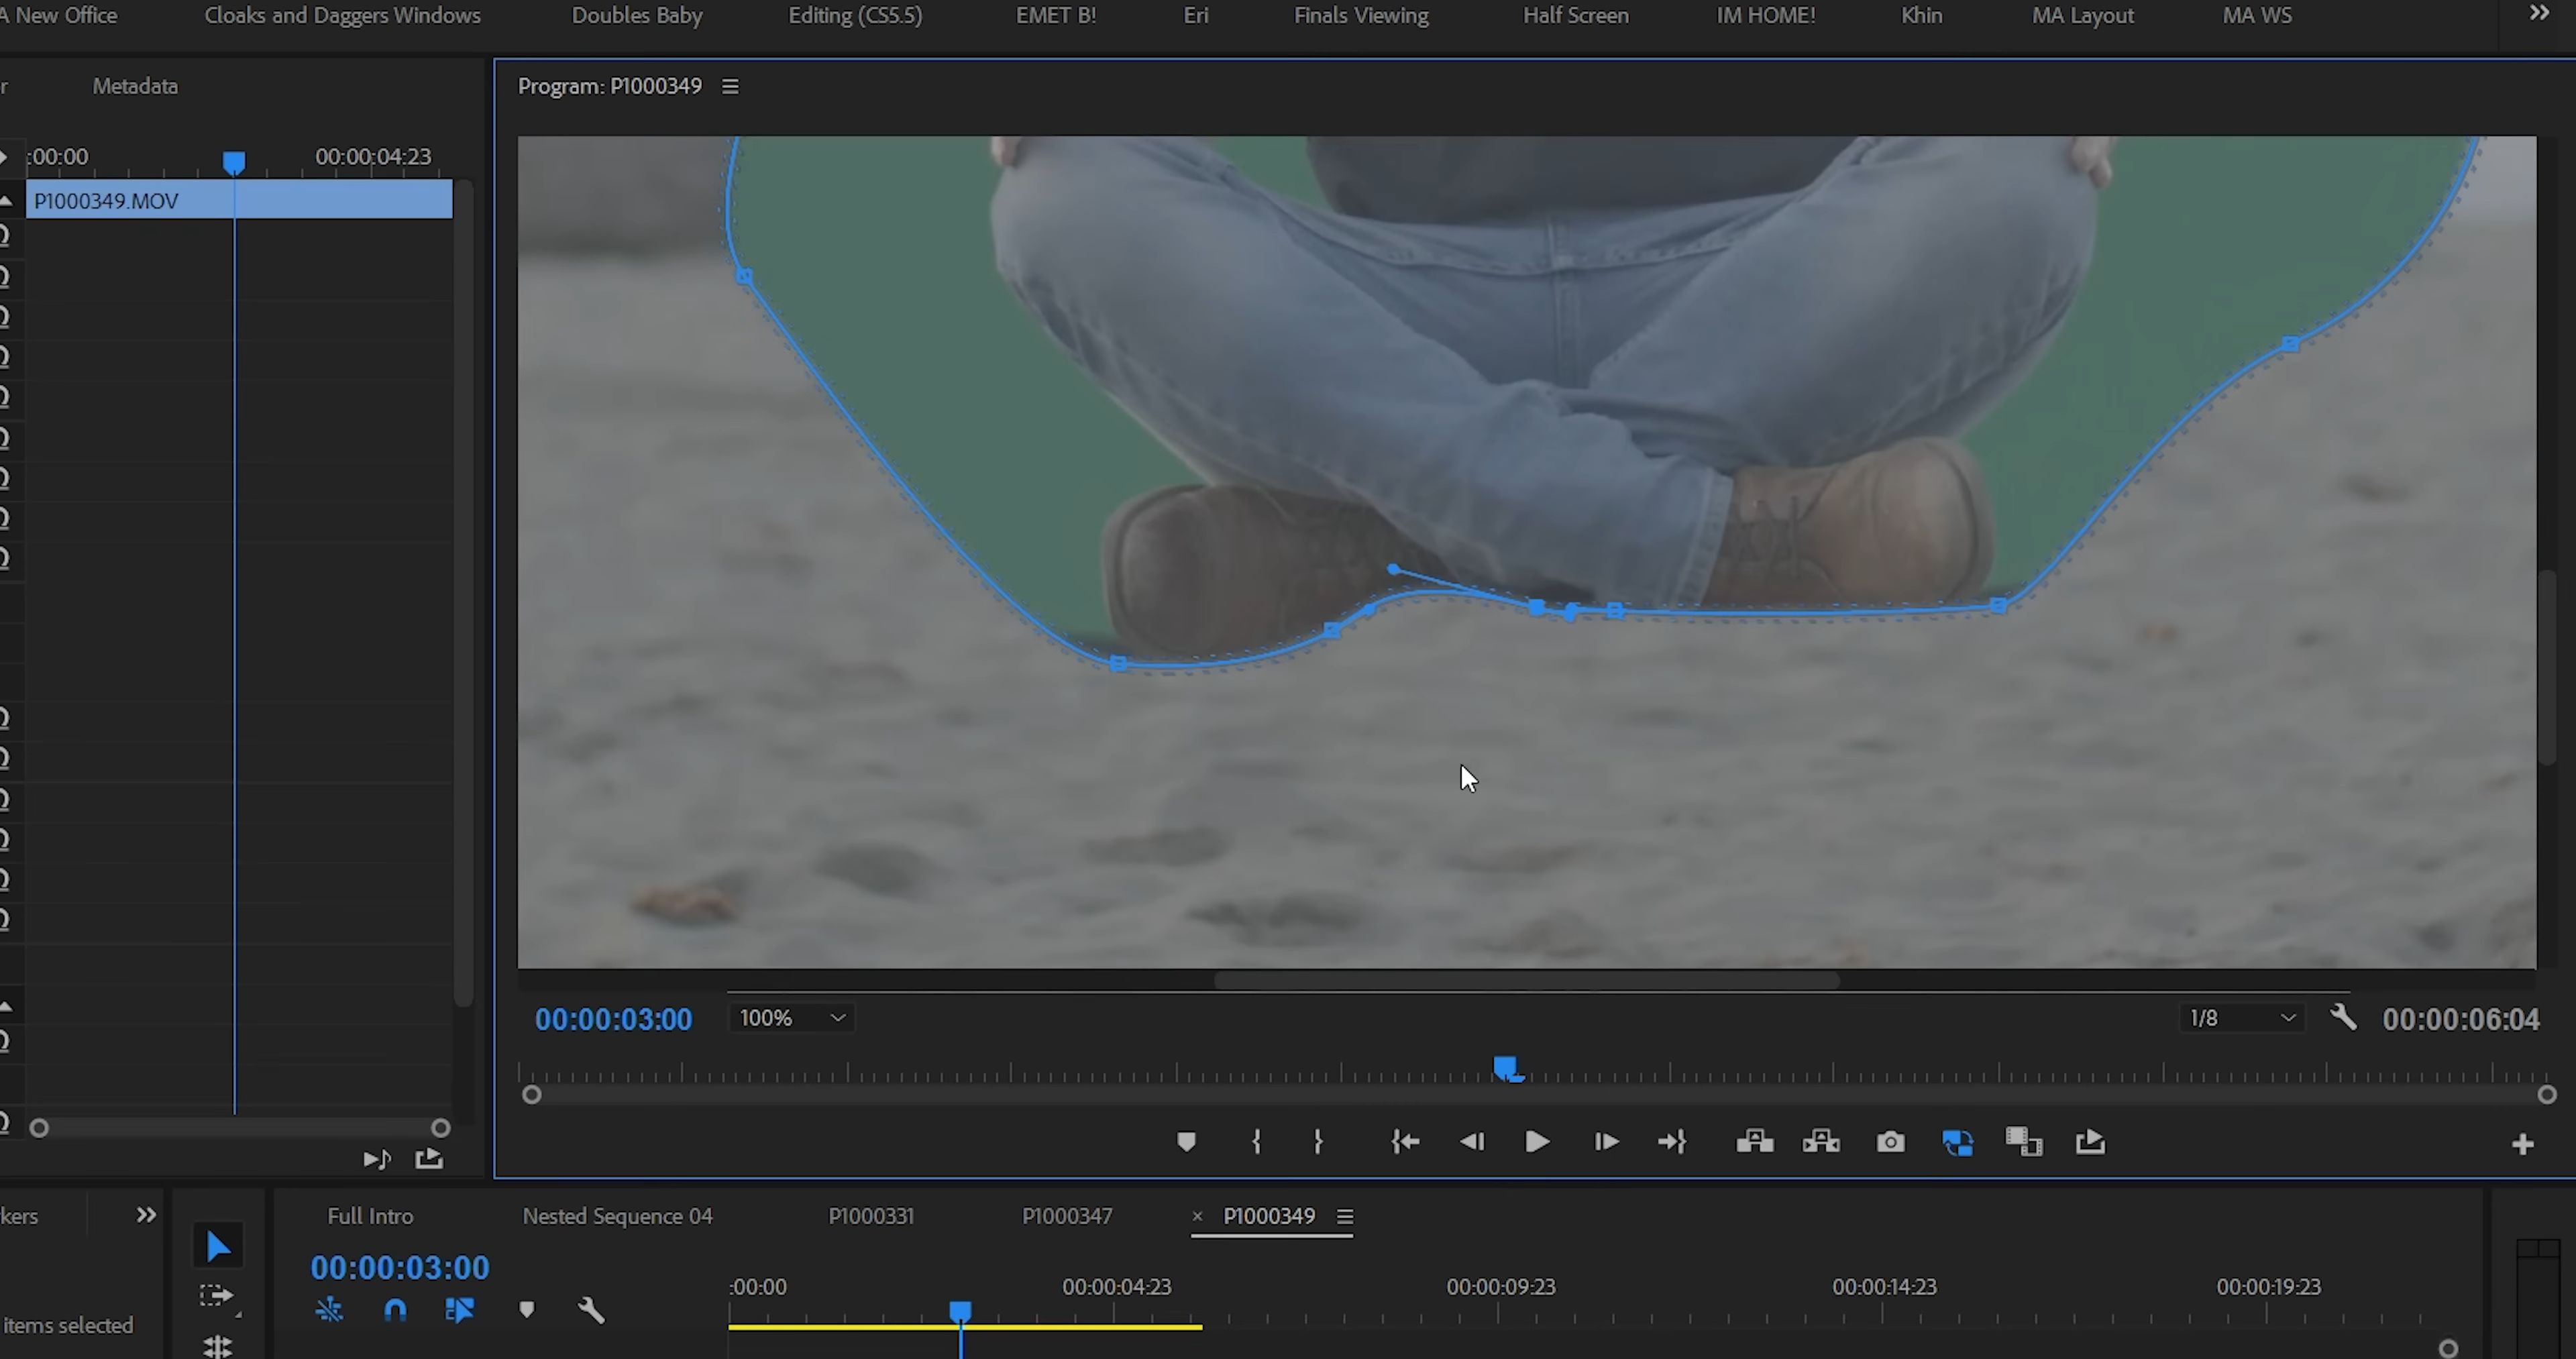 A New Office Cloaks and Daggers Windows Doubles Baby Editing (CS5.5) EMET B! Eri Finals Viewing Half Screen IM HOME! Khin MA Layout MA WS
r Metadata
Program: P1000349
:00:00 00:00:04:23
P1000349.MOV
00:00:03:00 100% 1/8 00:00:06:04
kers
Full Intro Nested Sequence 04 P1000331 P1000347 × P1000349
00:00:03:00
:00:00 00:00:04:23 00:00:09:23 00:00:14:23 00:00:19:23
items selected